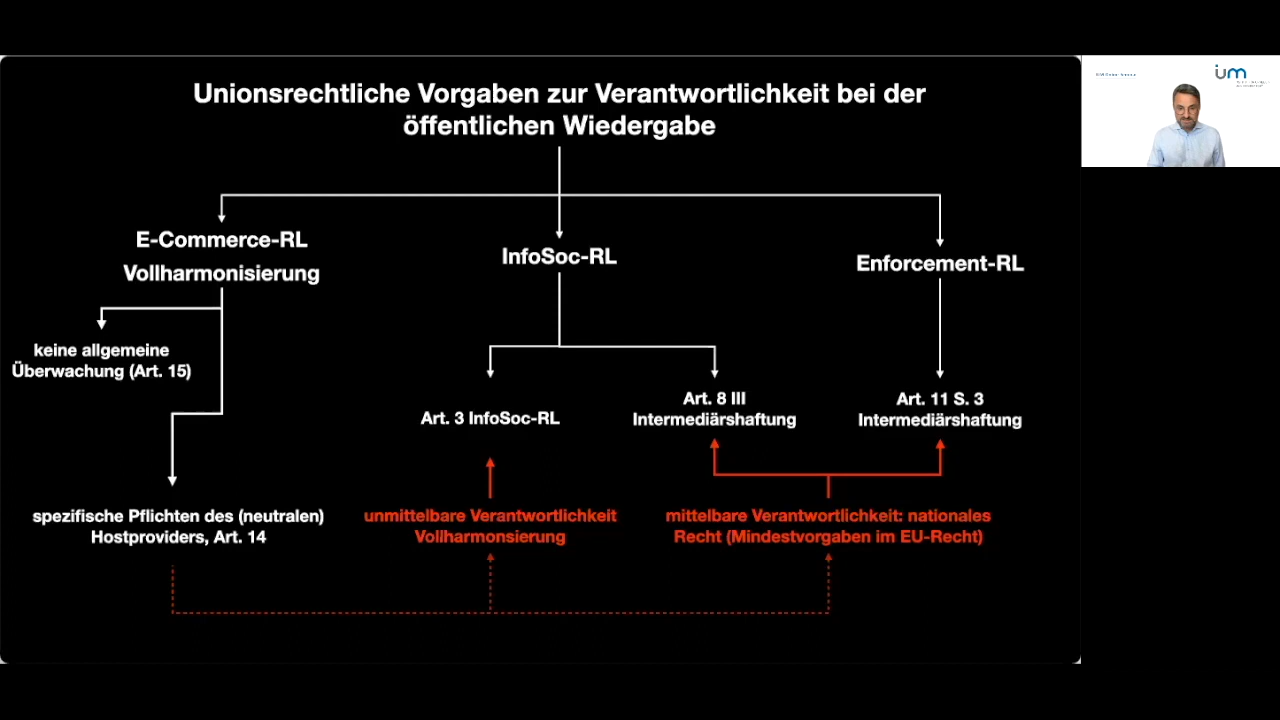 Unionsrechtliche Vorgaben zur Verantwortlichkeit bei der
öffentlichen Wiedergabe
E-Commerce-RL
Vollharmonisierung
InfoSoc-RL
Enforcement-RL
keine allgemeine
Überwachung (Art. 15)
Art. 3 InfoSoc-RL
Art. 8 III
Intermediärshaftung
Art. 11 S. 3
Intermediärshaftung
spezifische Pflichten des (neutralen)
Hostproviders, Art. 14
unmittelbare Verantwortlichkeit
Vollharmonsierung
mittelbare Verantwortlichkeit: nationales
Recht (Mindestvorgaben im EU-Recht)
ium